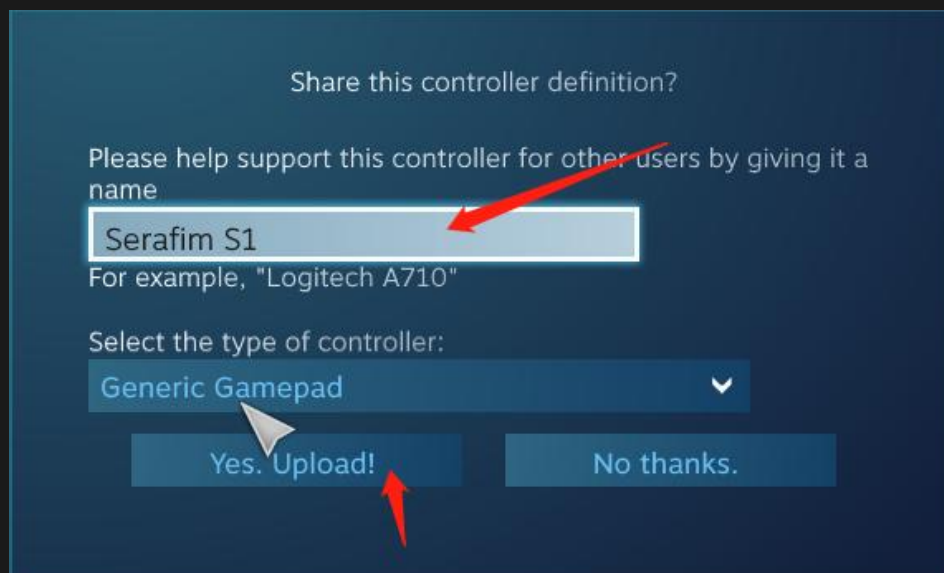 Share this controller definition?
Please help support this controller for other users by giving it a
name
Serafim S1
For example, "Logitech A710"
Select the type of controller:
Generic Gamepad
Yes. Upload!
No thanks.